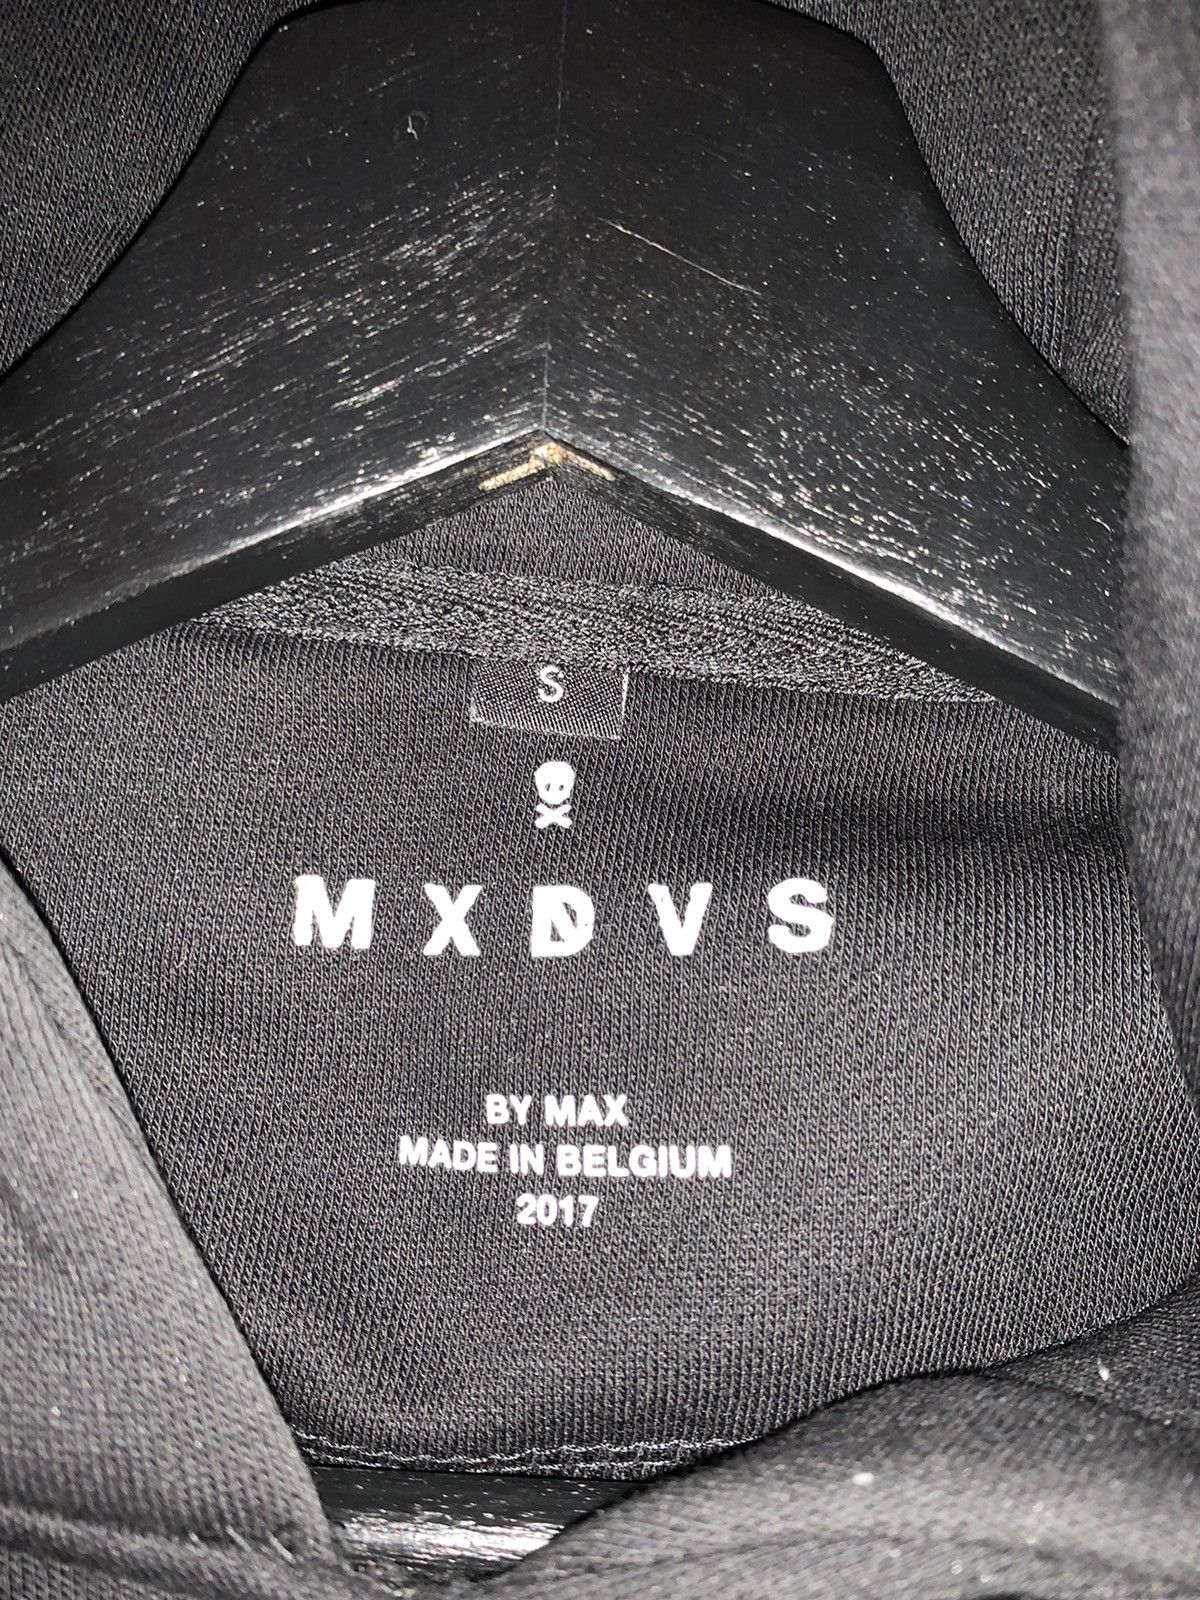 S
MXDVS
BY MAX
MADE IN BELGIUM
2017